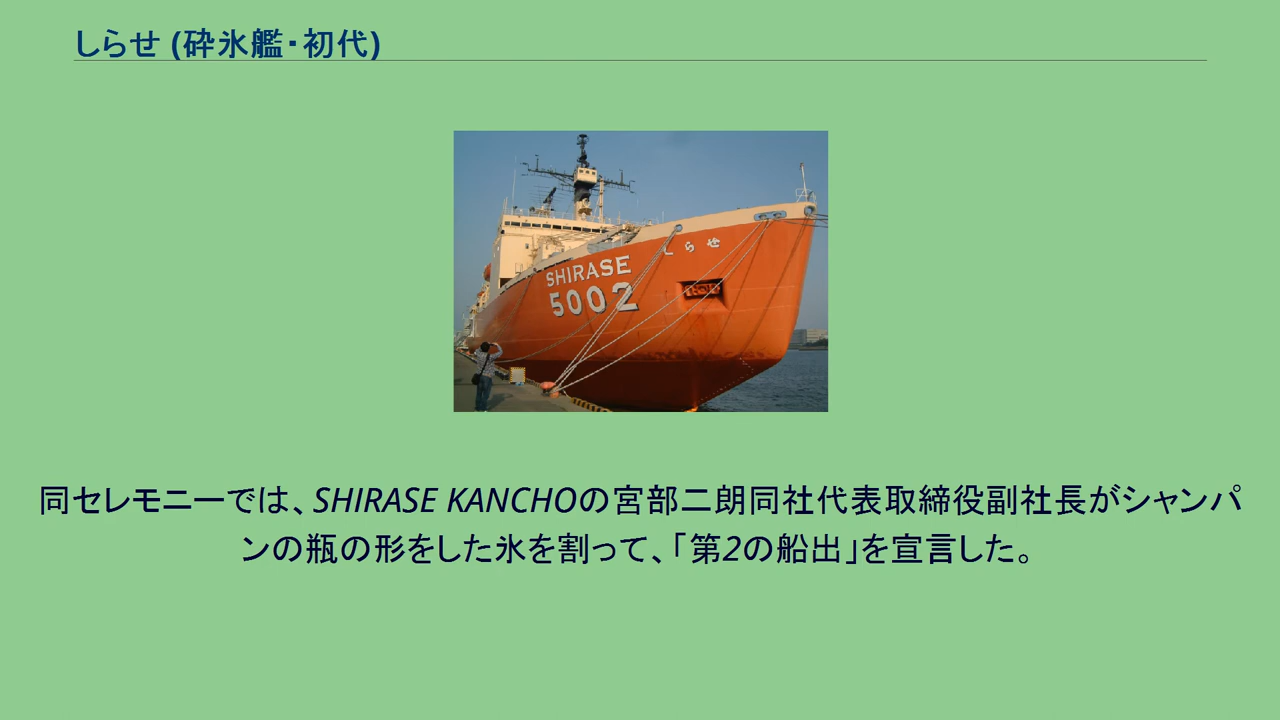 しらせ (砕氷艦・初代)
しらせ
SHIRASE
5002
同セレモニーでは、SHIRASE KANCHOの宮部二朗同社代表取締役副社長がシャンパ
ンの瓶の形をした氷を割って、「第2の船出」を宣言した。